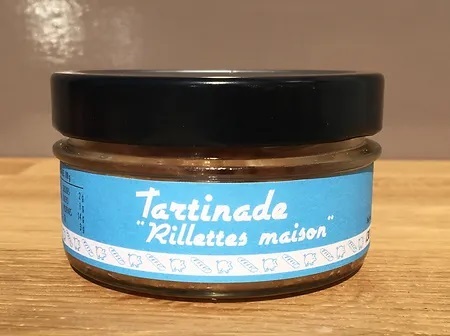 Tartinade
"Rillettes maison"